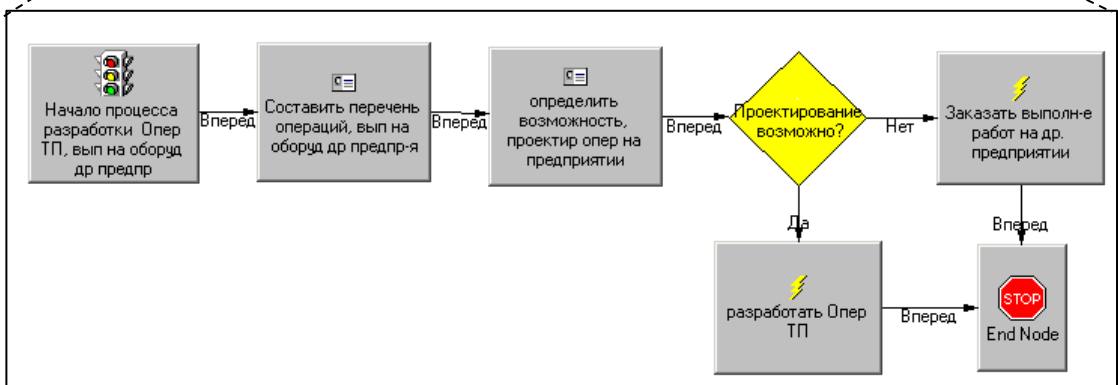 Начало процесса
разработки Опер
ТП, вып на оборуд
др предпр
Вперед
Составить перечень
операций, вып на
оборуд др предпр-я
Вперед
определить
возможность,
проектир опер на
предприятии
Вперед
Проектирование
возможно?
Нет
Заказать выполн-е
работ на др.
предприятии
Да
Вперед
разработать Опер
ТП
Вперед
STOP
End Node